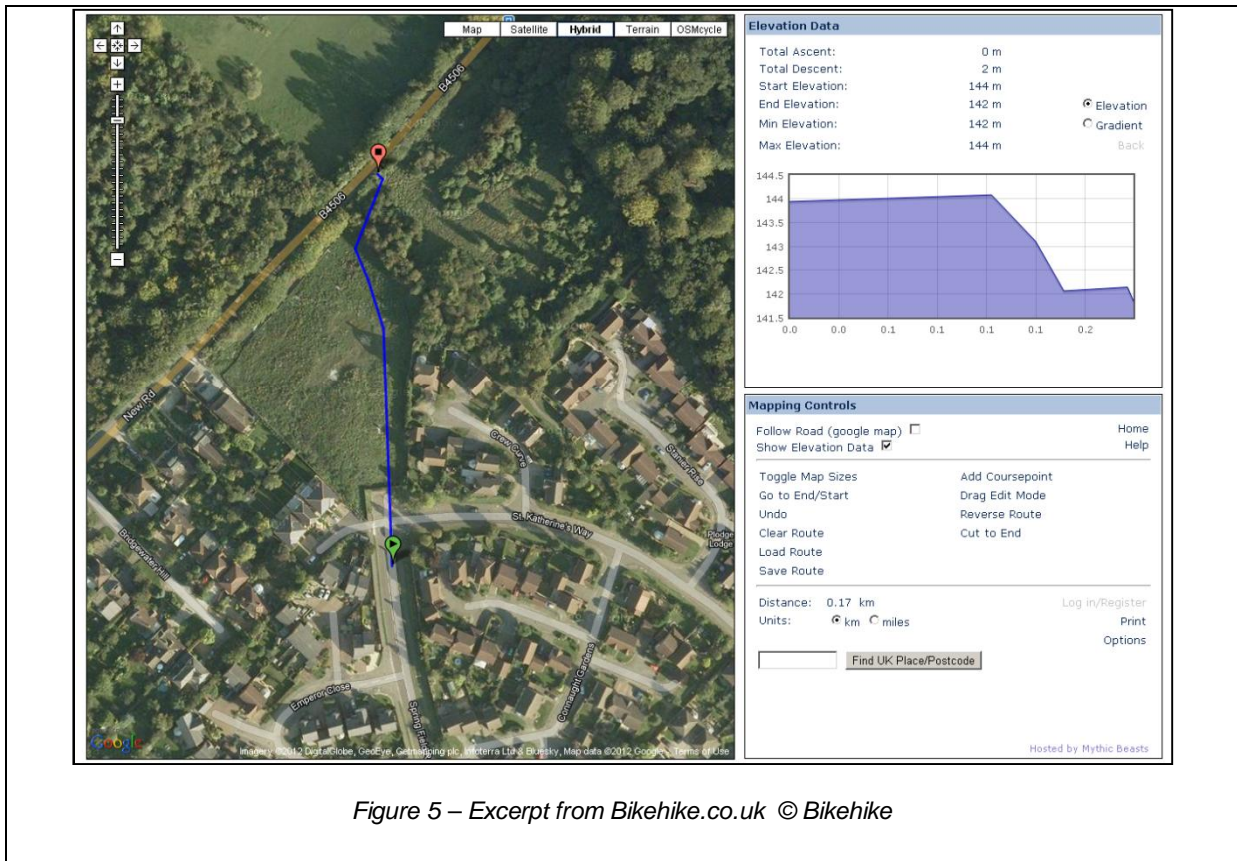 Map Satellite Hybrid Terrain OSMcycle
B4506
B4506
New Rd
Crew Curve
Stanier Rise
St. Katherine's Way
Plodge Lodge
Bridgewater Hill
Emperor Close
Connaught Gardens
Google
Imagery ©2012 DigitalGlobe, GeoEye, Getmapping plc, Infoterra Ltd & Bluesky, Map data ©2012 Google - Terms of Use
Elevation Data
Total Ascent: 0 m
Total Descent: 2 m
Start Elevation: 144 m
End Elevation: 142 m Elevation
Min Elevation: 142 m Gradient
Max Elevation: 144 m Back
144.5
144
143.5
143
142.5
142
141.5
0.0 0.0 0.1 0.1 0.1 0.1 0.2
Mapping Controls
Follow Road (google map) Home
Show Elevation Data Help
Toggle Map Sizes Add Coursepoint
Go to End/Start Drag Edit Mode
Undo Reverse Route
Clear Route Cut to End
Load Route
Save Route
Distance: 0.17 km Log in/Register
Units: km miles Print
Options
Find UK Place/Postcode
Hosted by Mythic Beasts
Figure 5 – Excerpt from Bikehike.co.uk © Bikehike